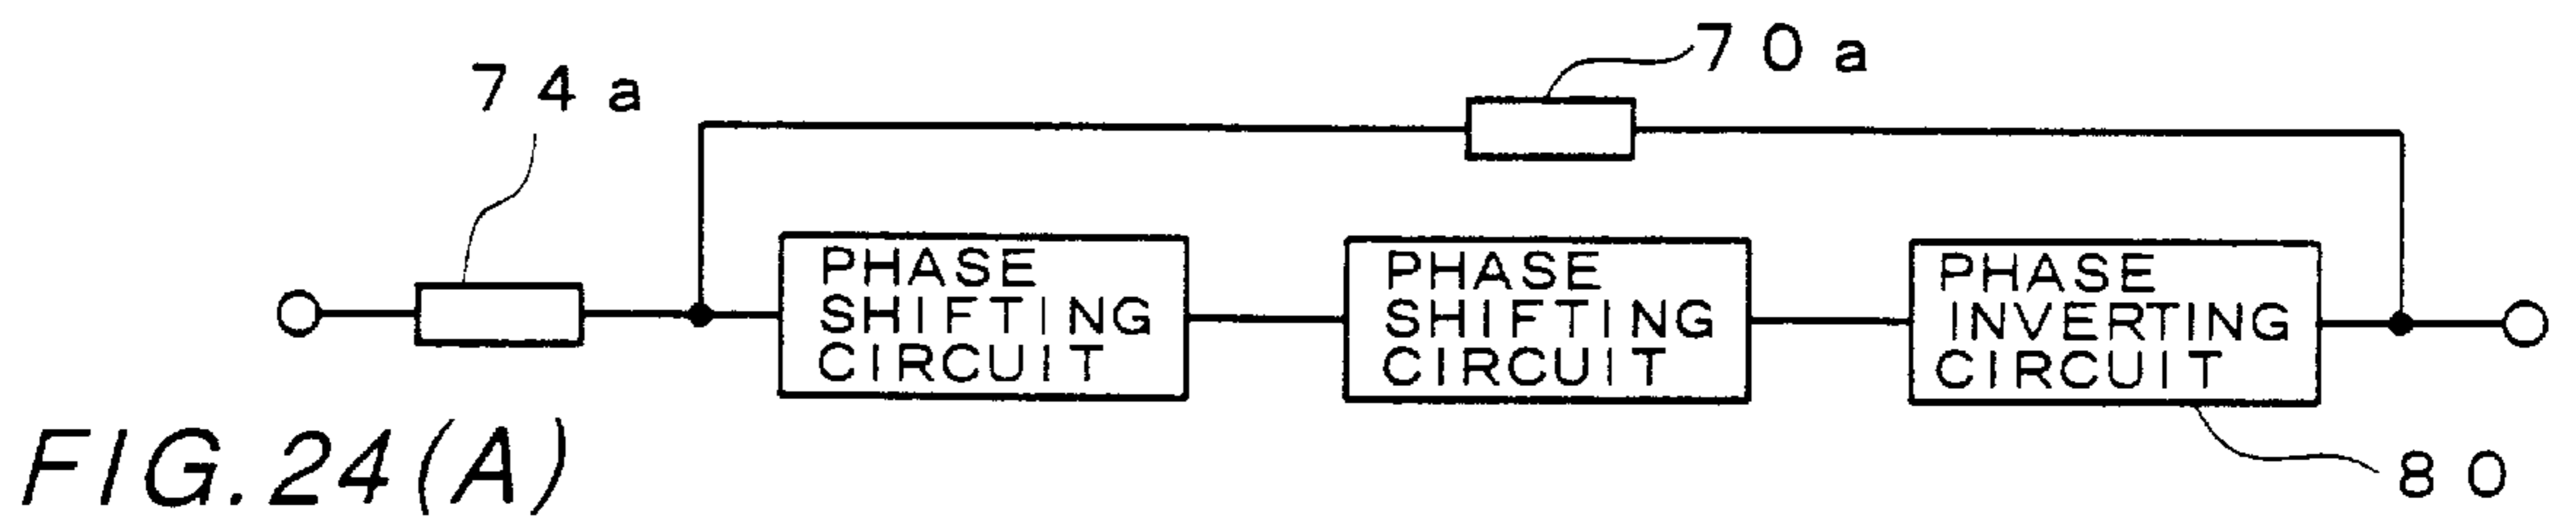 74a
70a
PHASE
SHIFTING
CIRCUIT
PHASE
SHIFTING
CIRCUIT
PHASE
INVERTING
CIRCUIT
80
FIG.24(A)